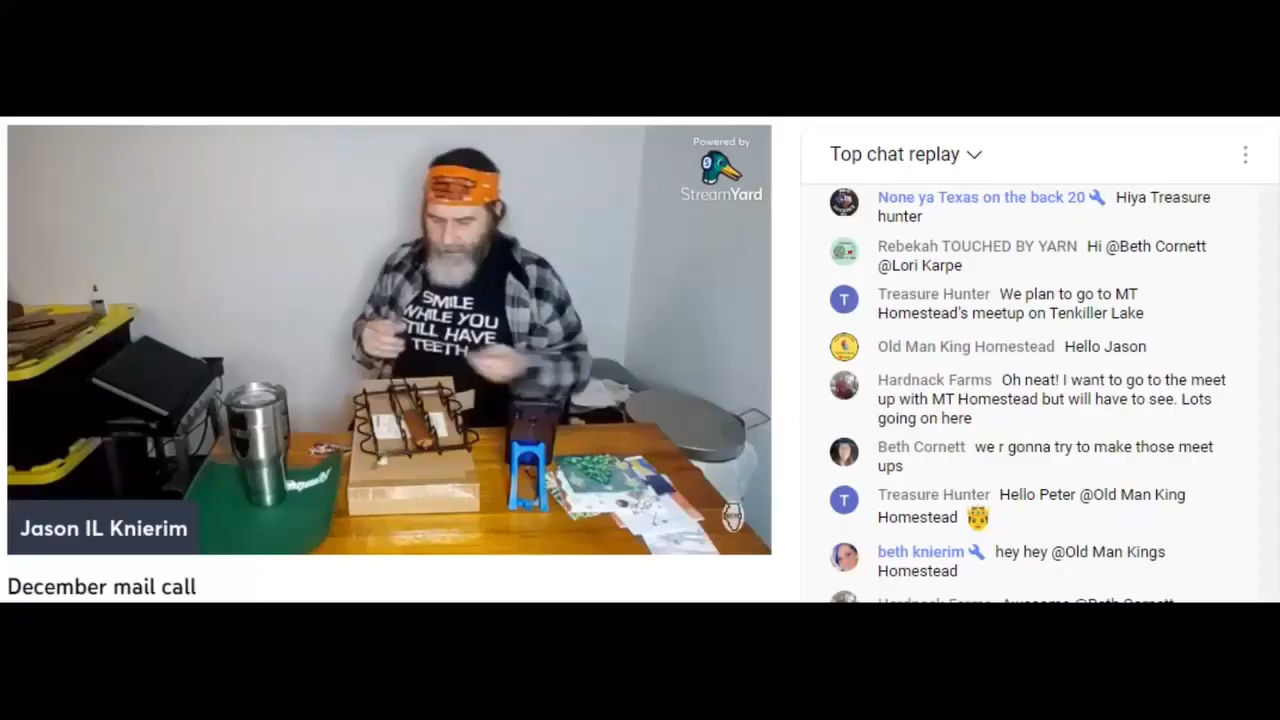 Powered by
StreamYard
SMILE
WHILE YOU
STILL HAVE
TEETH
Jason IL Knierim
December mail call
Top chat replay
None ya Texas on the back 20 Hiya Treasure
hunter
Rebekah TOUCHED BY YARN Hi @Beth Cornett
@Lori Karpe
T
Treasure Hunter We plan to go to MT
Homestead's meetup on Tenkiller Lake
Old Man King Homestead Hello Jason
Hardnack Farms Oh neat! I want to go to the meet
up with MT Homestead but will have to see. Lots
going on here
Beth Cornett we r gonna try to make those meet
ups
T
Treasure Hunter Hello Peter @Old Man King
Homestead
beth knierim hey hey @Old Man Kings
Homestead
Hardnack Farms Awesome @Beth Cornett